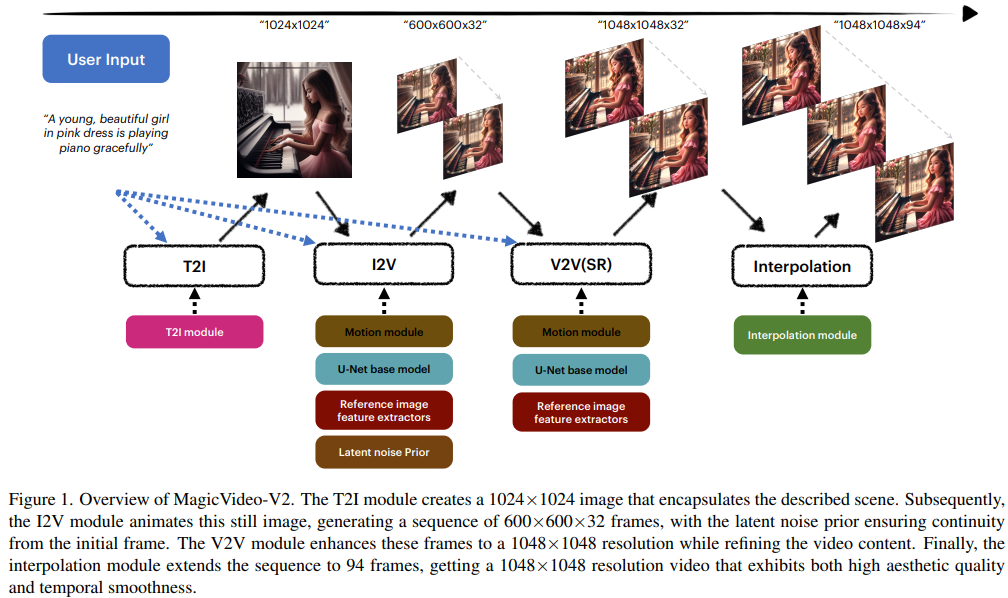 “1024x1024”
“600x600x32”
“1048x1048x32”
“1048x1048x94”
User Input
“A young, beautiful girl
in pink dress is playing
piano gracefully”
T2I
I2V
V2V(SR)
Interpolation
T2I module
Motion module
U-Net base model
Reference image
feature extractors
Latent noise Prior
Motion module
U-Net base model
Reference image
feature extractors
Interpolation module
Figure 1. Overview of MagicVideo-V2. The T2I module creates a 1024×1024 image that encapsulates the described scene. Subsequently,
the I2V module animates this still image, generating a sequence of 600×600×32 frames, with the latent noise prior ensuring continuity
from the initial frame. The V2V module enhances these frames to a 1048×1048 resolution while refining the video content. Finally, the
interpolation module extends the sequence to 94 frames, getting a 1048×1048 resolution video that exhibits both high aesthetic quality
and temporal smoothness.